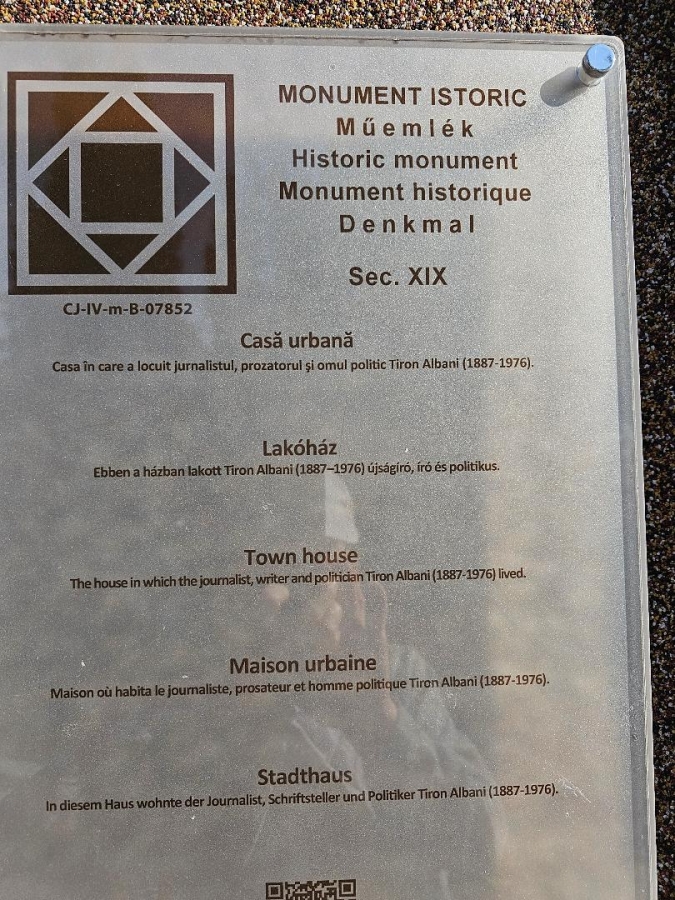 MONUMENT ISTORIC
Műemlék
Historic monument
Monument historique
Denkmal
Sec. XIX
CJ-IV-m-B-07852
Casă urbană
Casa în care a locuit jurnalistul, prozatorul şi omul politic Tiron Albani (1887-1976).
Lakóház
Ebben a házban lakott Tiron Albani (1887–1976) újságíró, író és politikus.
Town house
The house in which the journalist, writer and politician Tiron Albani (1887-1976) lived.
Maison urbaine
Maison où habita le journaliste, prosateur et homme politique Tiron Albani (1887-1976).
Stadthaus
In diesem Haus wohnte der Journalist, Schriftsteller und Politiker Tiron Albani (1887-1976).